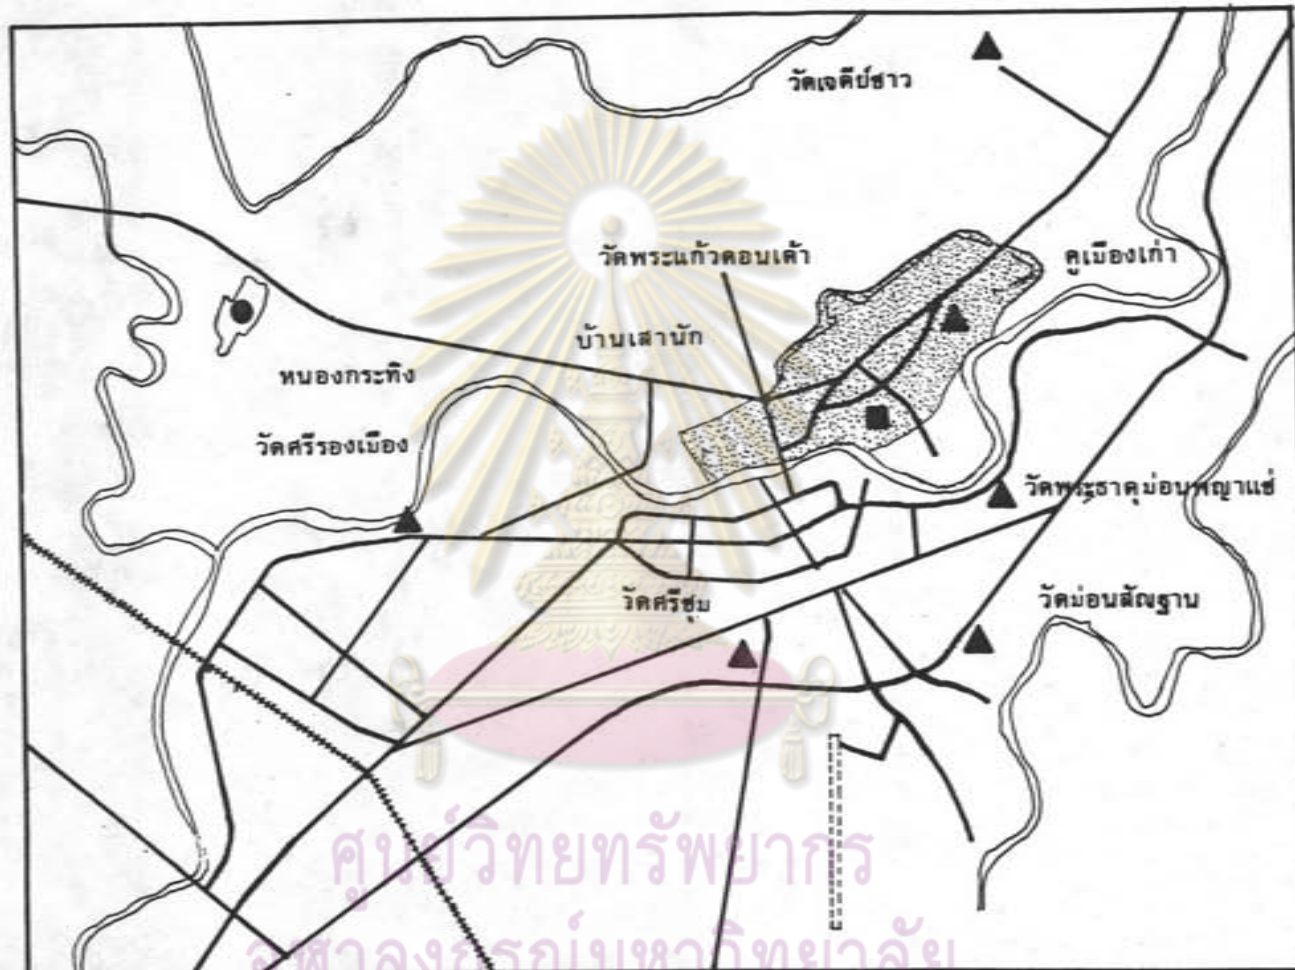 วัดเจดีย์ซาว
วัดพระแก้วดอนเต้า
คูเมืองเก่า
บ้านเสานัก
หนองกระทิง
วัดศรีรองเมือง
วัดพระธาตุม่อนพญาแช่
วัดศรีชุม
วัดม่อนสัณฐาน
ศูนย์วิทยทรัพยากร
จุฬาลงกรณ์มหาวิทยาลัย